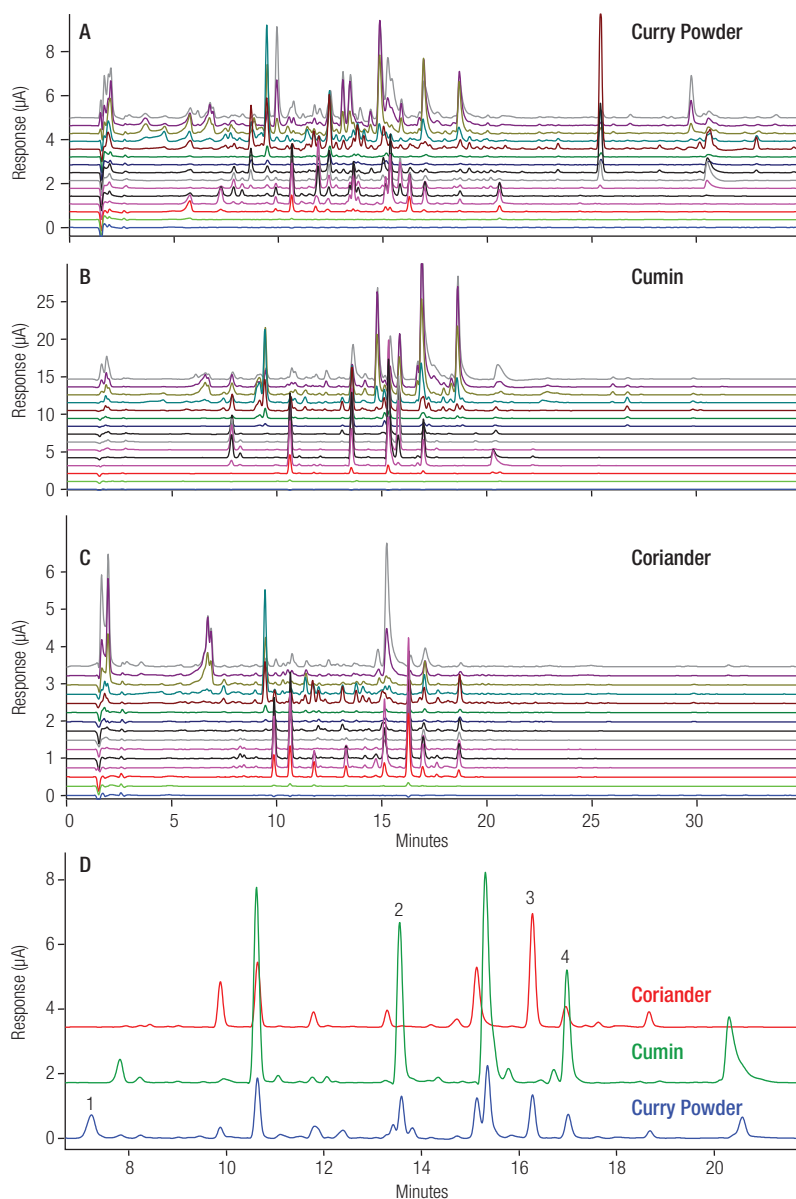 A
Curry Powder
Response (µA)
8
6
4
2
0
B
Cumin
Response (µA)
25
20
15
10
5
0
C
Coriander
Response (µA)
6
5
4
3
2
1
0
0 5 10 15 20 25 30
Minutes
D
Response (µA)
8
6
4
2
0
1
2
3
4
Coriander
Cumin
Curry Powder
8 10 12 14 16 18 20
Minutes